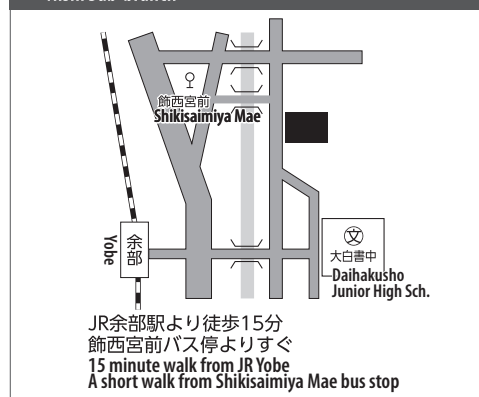 飾西宮前
Shikisaimiya Mae
余部
Yobe
文
大白書中
Daihakusho
Junior High Sch.
JR余部駅より徒歩15分
飾西宮前バス停よりすぐ
15 minute walk from JR Yobe
A short walk from Shikisaimiya Mae bus stop